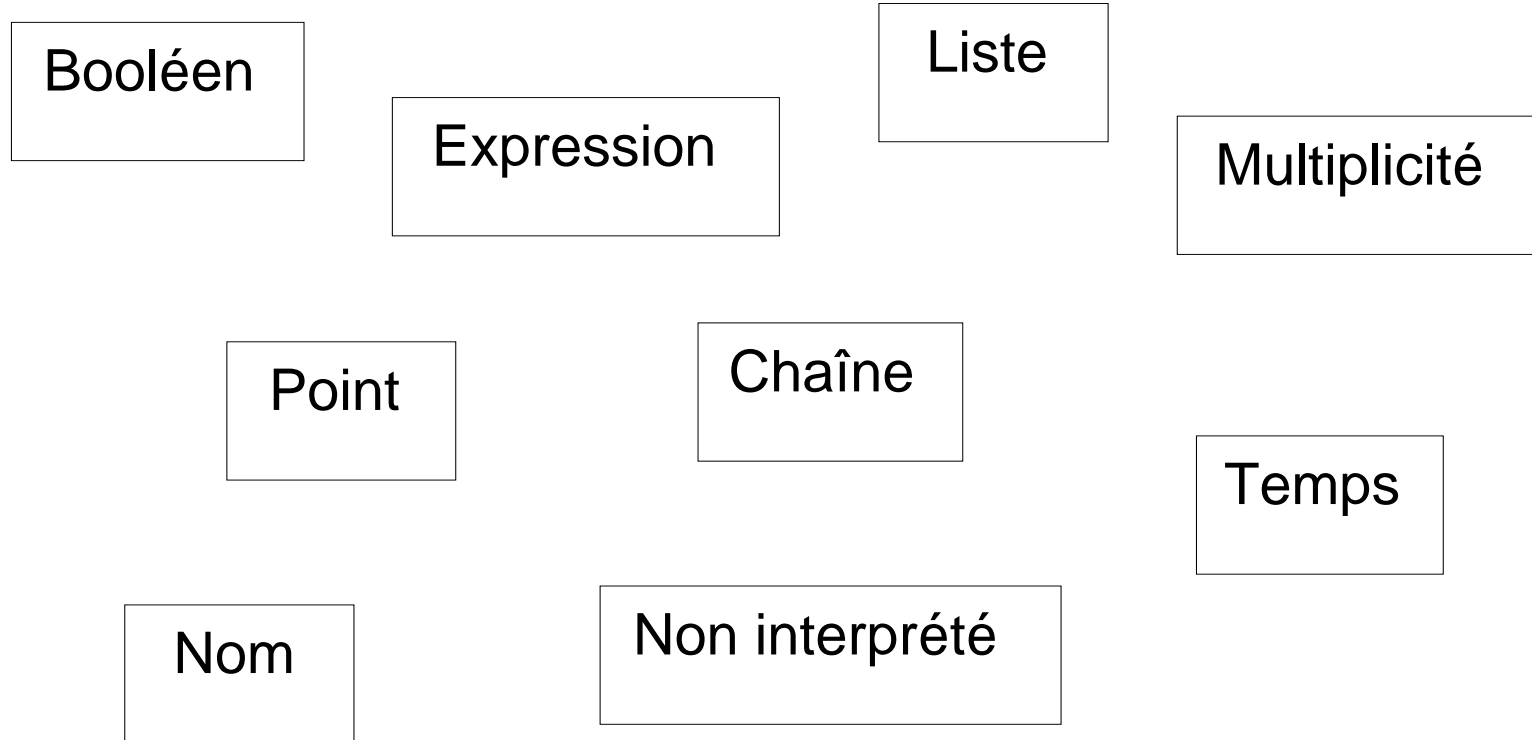 Booléen
Liste
Expression
Multiplicité
Point
Chaîne
Temps
Nom
Non interprété